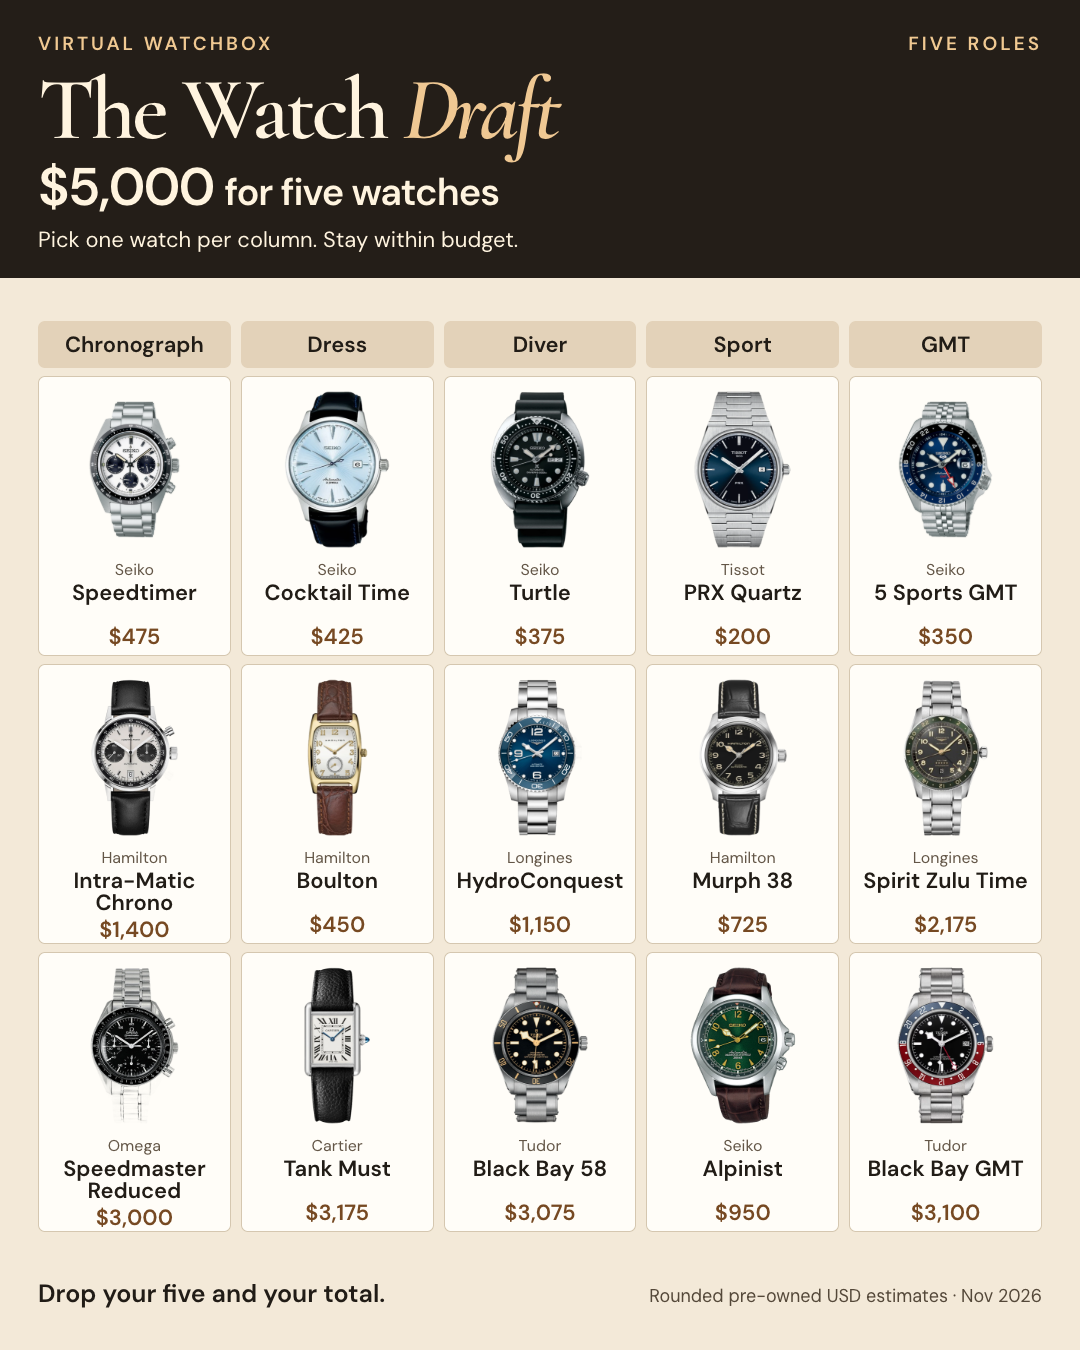 VIRTUAL WATCHBOX
FIVE ROLES
The Watch Draft
$5,000 for five watches
Pick one watch per column. Stay within budget.
Chronograph
Dress
Diver
Sport
GMT
Seiko
Speedtimer
$475
Seiko
Cocktail Time
$425
Seiko
Turtle
$375
Tissot
PRX Quartz
$200
Seiko
5 Sports GMT
$350
Hamilton
Intra-Matic
Chrono
$1,400
Hamilton
Boulton
$450
Longines
HydroConquest
$1,150
Hamilton
Murph 38
$725
Longines
Spirit Zulu Time
$2,175
Omega
Speedmaster
Reduced
$3,000
Cartier
Tank Must
$3,175
Tudor
Black Bay 58
$3,075
Seiko
Alpinist
$950
Tudor
Black Bay GMT
$3,100
Drop your five and your total.
Rounded pre-owned USD estimates · Nov 2026